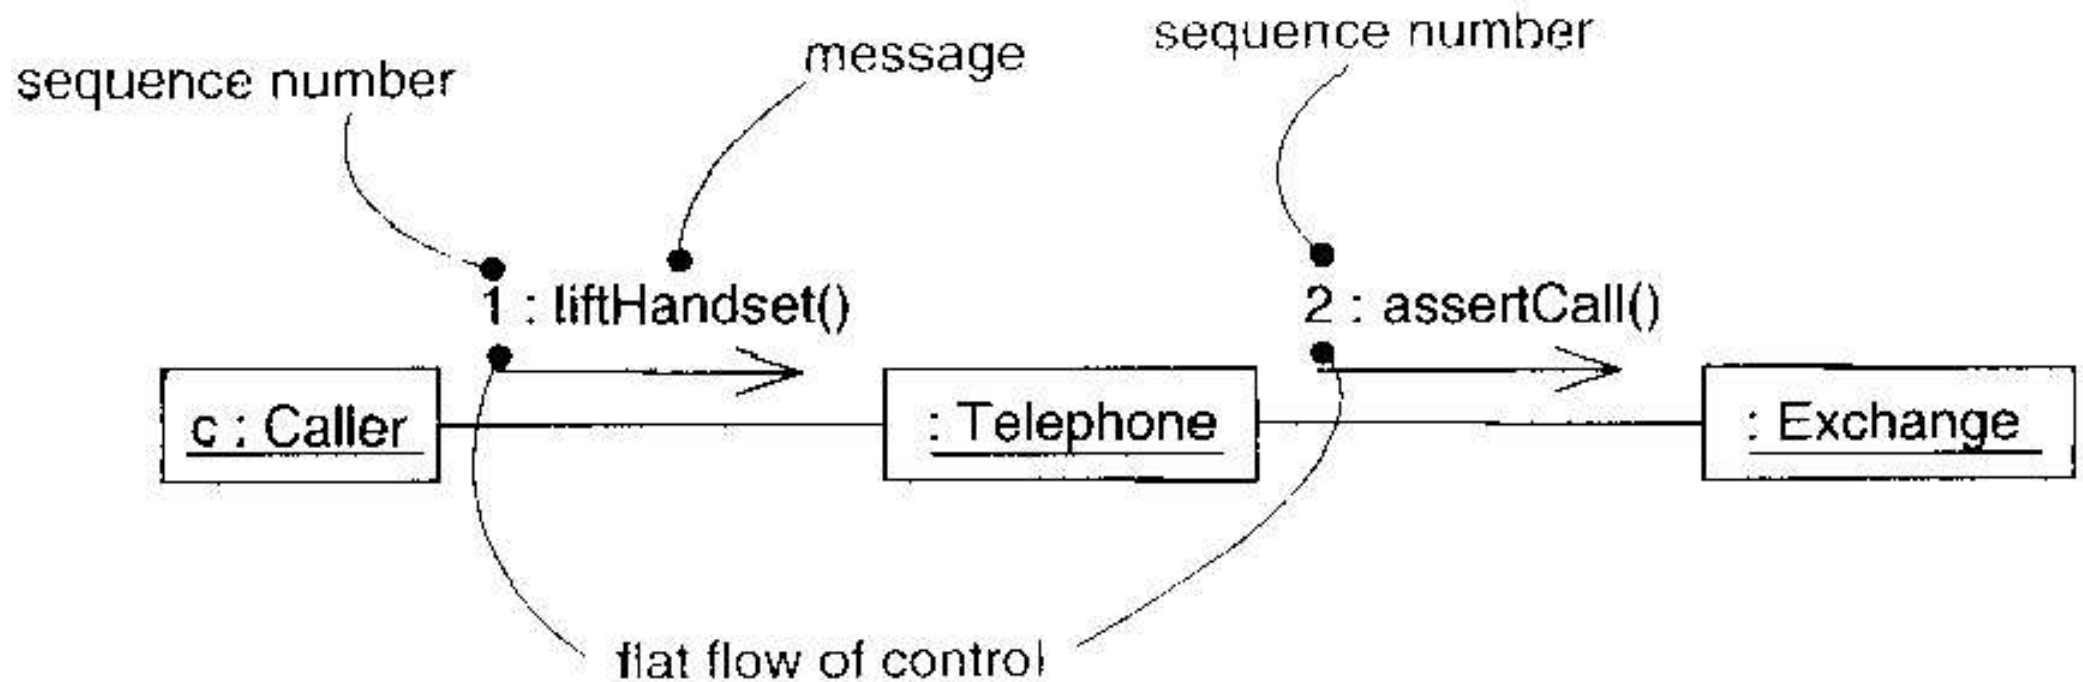 sequence number
message
sequence number
1 : liftHandset()
2 : assertCall()
c : Caller
: Telephone
: Exchange
flat flow of control